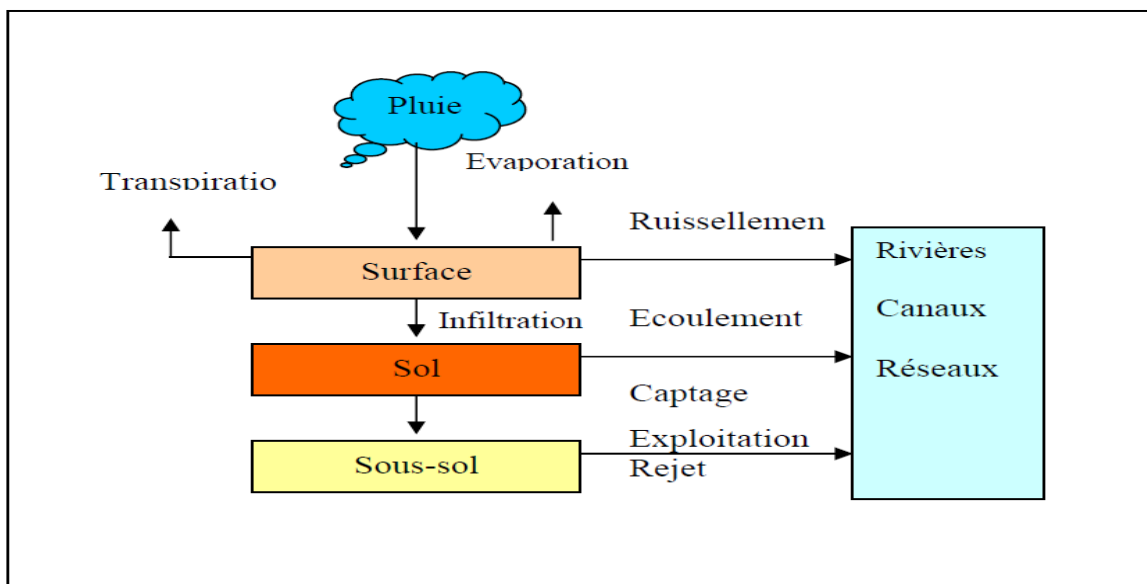 Pluie
Evaporation
Transpiratio
Ruissellemen
Surface
Rivières
Infiltration
Ecoulement
Canaux
Sol
Réseaux
Captage
Exploitation
Sous-sol
Rejet